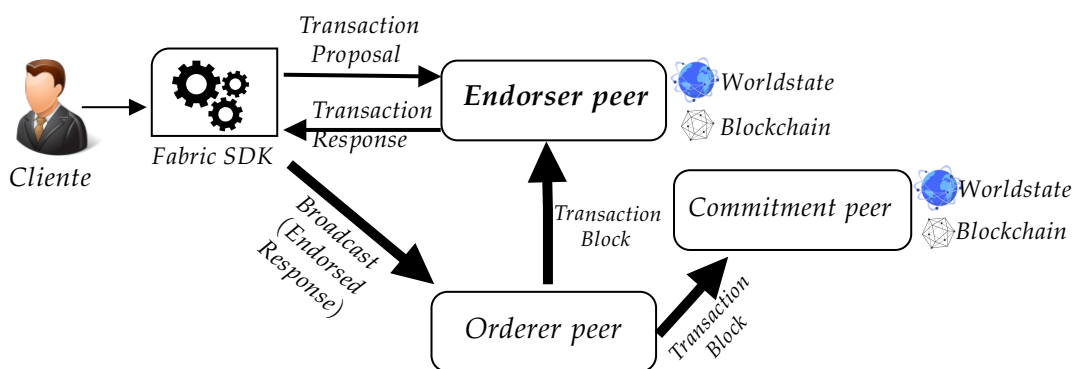 Transaction
Proposal
Endorser peer
Worldstate
Blockchain
Transaction
Response
Fabric SDK
Cliente
Broadcast
(Endorsed
Response)
Transaction
Block
Commitment peer
Worldstate
Blockchain
Orderer peer
Transaction
Block